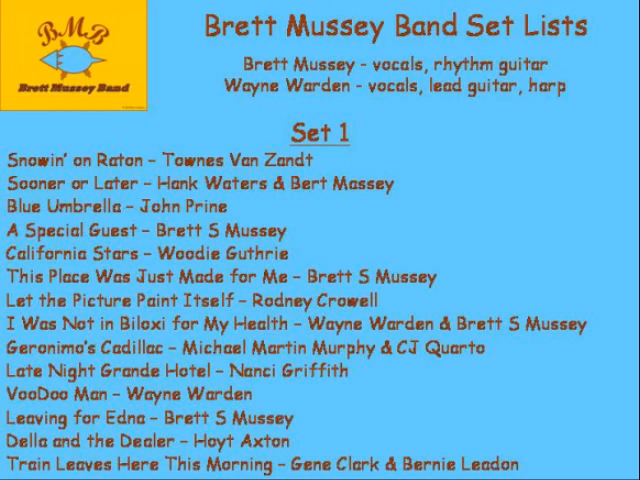 BMB
Brett Mussey Band
Brett Mussey Band Set Lists
Brett Mussey - vocals, rhythm guitar
Wayne Warden - vocals, lead guitar, harp
Set 1
Snowin' on Raton – Townes Van Zandt
Sooner or Later – Hank Waters & Bert Massey
Blue Umbrella – John Prine
A Special Guest – Brett S Mussey
California Stars – Woodie Guthrie
This Place Was Just Made for Me – Brett S Mussey
Let the Picture Paint Itself – Rodney Crowell
I Was Not in Biloxi for My Health – Wayne Warden & Brett S Mussey
Geronimo's Cadillac – Michael Martin Murphy & CJ Quarto
Late Night Grande Hotel – Nanci Griffith
VooDoo Man – Wayne Warden
Leaving for Edna – Brett S Mussey
Della and the Dealer – Hoyt Axton
Train Leaves Here This Morning – Gene Clark & Bernie Leadon